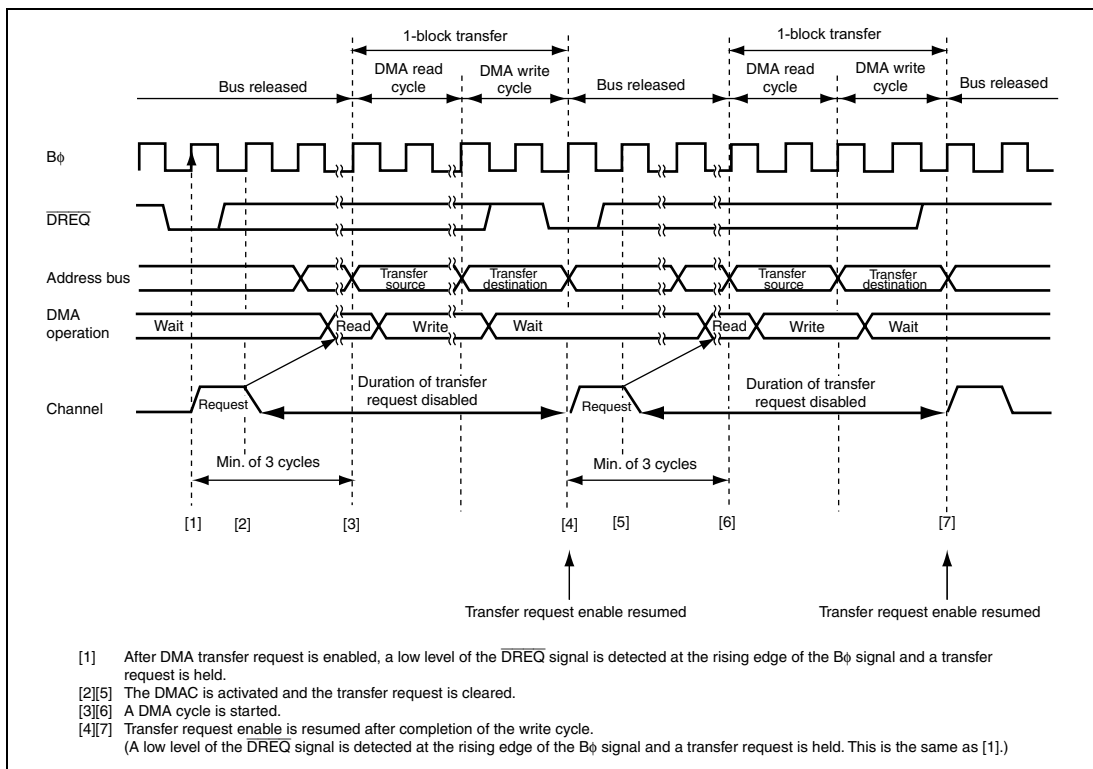 1-block transfer 1-block transfer
Bus released DMA read cycle DMA write cycle Bus released DMA read cycle DMA write cycle Bus released
Bϕ
DREQ
Address bus Transfer source Transfer destination Transfer source Transfer destination
DMA operation Wait Read Write Wait Read Write Wait
Channel Request Duration of transfer request disabled Request Duration of transfer request disabled
Min. of 3 cycles Min. of 3 cycles
[1] [2] [3] [4] [5] [6] [7]
Transfer request enable resumed Transfer request enable resumed
[1] After DMA transfer request is enabled, a low level of the DREQ signal is detected at the rising edge of the Bϕ signal and a transfer
request is held.
[2][5] The DMAC is activated and the transfer request is cleared.
[3][6] A DMA cycle is started.
[4][7] Transfer request enable is resumed after completion of the write cycle.
(A low level of the DREQ signal is detected at the rising edge of the Bϕ signal and a transfer request is held. This is the same as [1].)